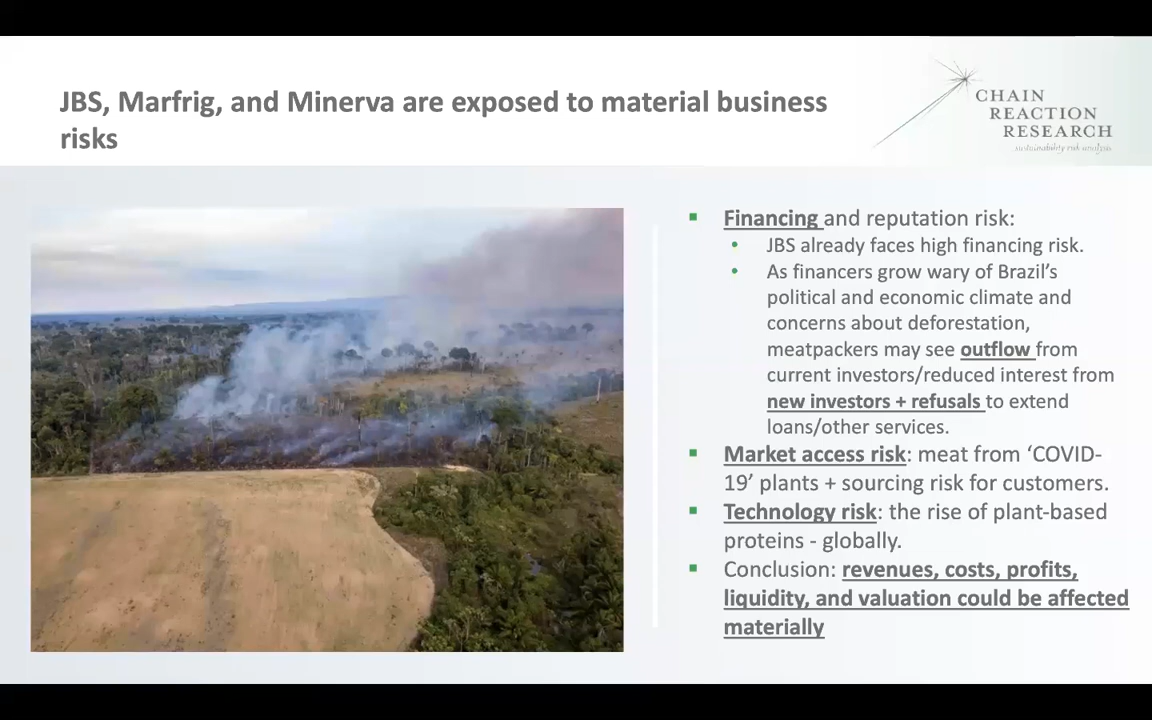 JBS, Marfrig, and Minerva are exposed to material business
risks
CHAIN
REACTION
RESEARCH
sustainability risk analysis
Financing and reputation risk:
JBS already faces high financing risk.
As financers grow wary of Brazil’s
political and economic climate and
concerns about deforestation,
meatpackers may see outflow from
current investors/reduced interest from
new investors + refusals to extend
loans/other services.
Market access risk: meat from ‘COVID-
19’ plants + sourcing risk for customers.
Technology risk: the rise of plant-based
proteins - globally.
Conclusion: revenues, costs, profits,
liquidity, and valuation could be affected
materially